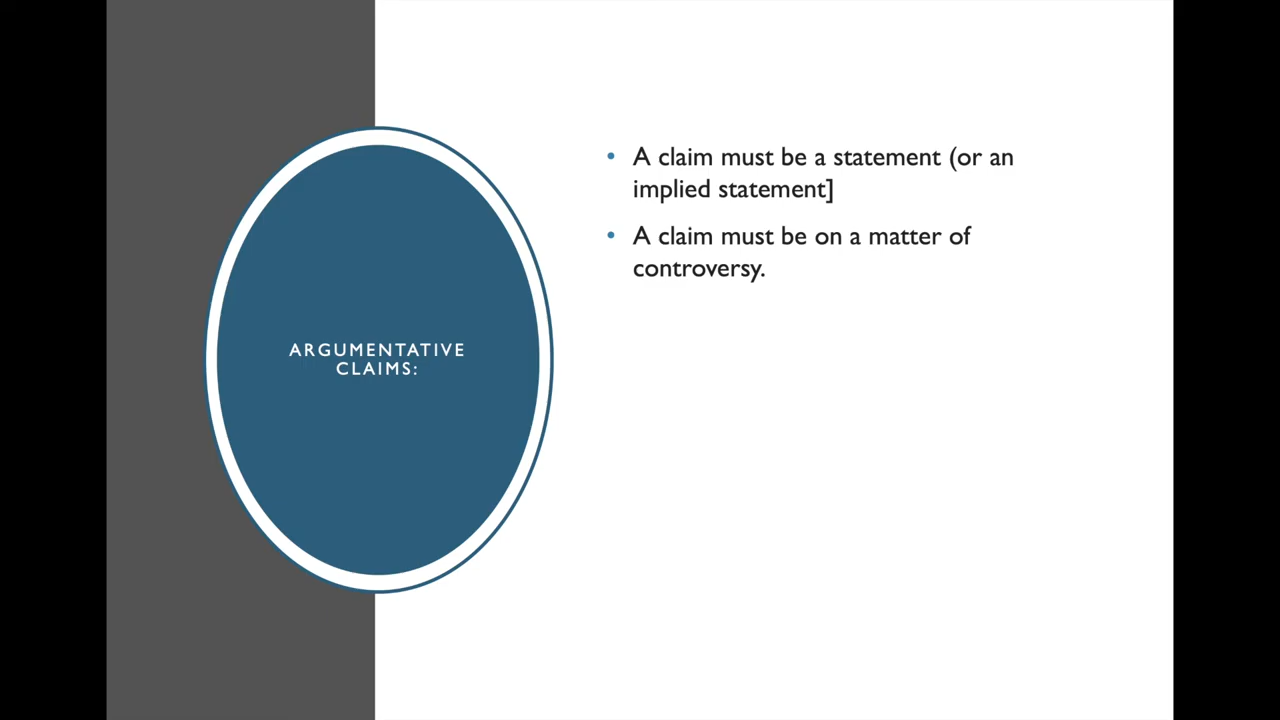 ARGUMENTATIVE
CLAIMS:
• A claim must be a statement (or an
implied statement]
• A claim must be on a matter of
controversy.